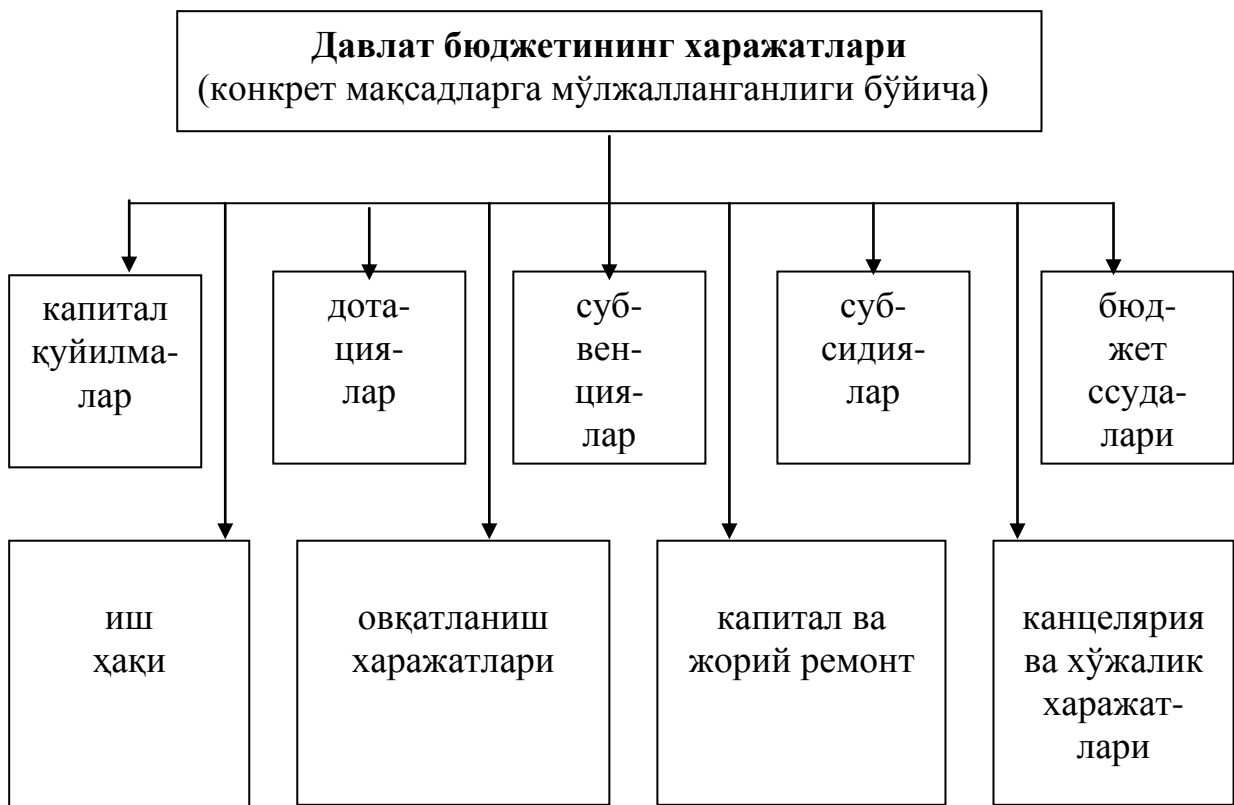 Давлат бюджетининг харажатлари
(конкрет мақсадларга мўлжалланганлиги бўйича)
капитал
қуйилма-
лар
дота-
ция-
лар
суб-
вен-
ция-
лар
суб-
сидия-
лар
бюд-
жет
ссуда-
лари
иш
ҳақи
овқатланиш
харажатлари
капитал ва
жорий ремонт
канцелярия
ва хўжалик
харажат-
лари